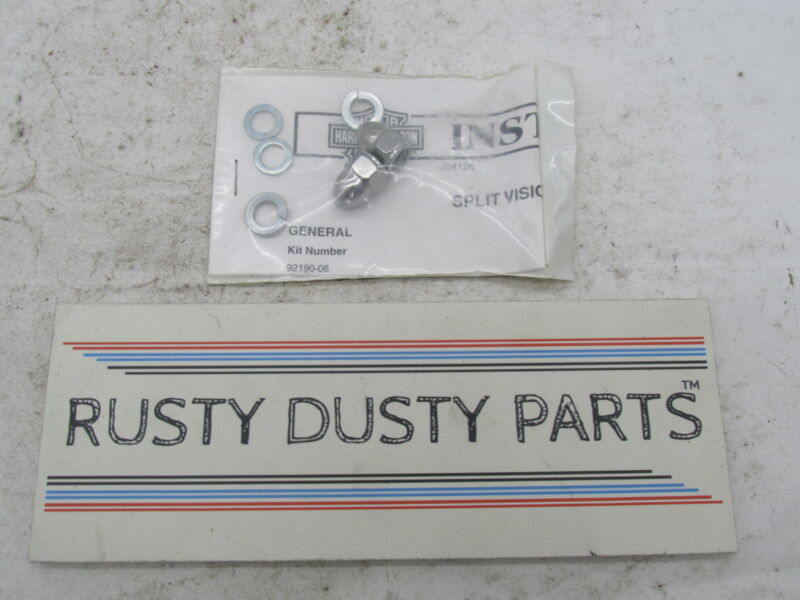 INST
SPLIT VISIO
GENERAL
Kit Number
92190-06
RUSTY DUSTY PARTS™